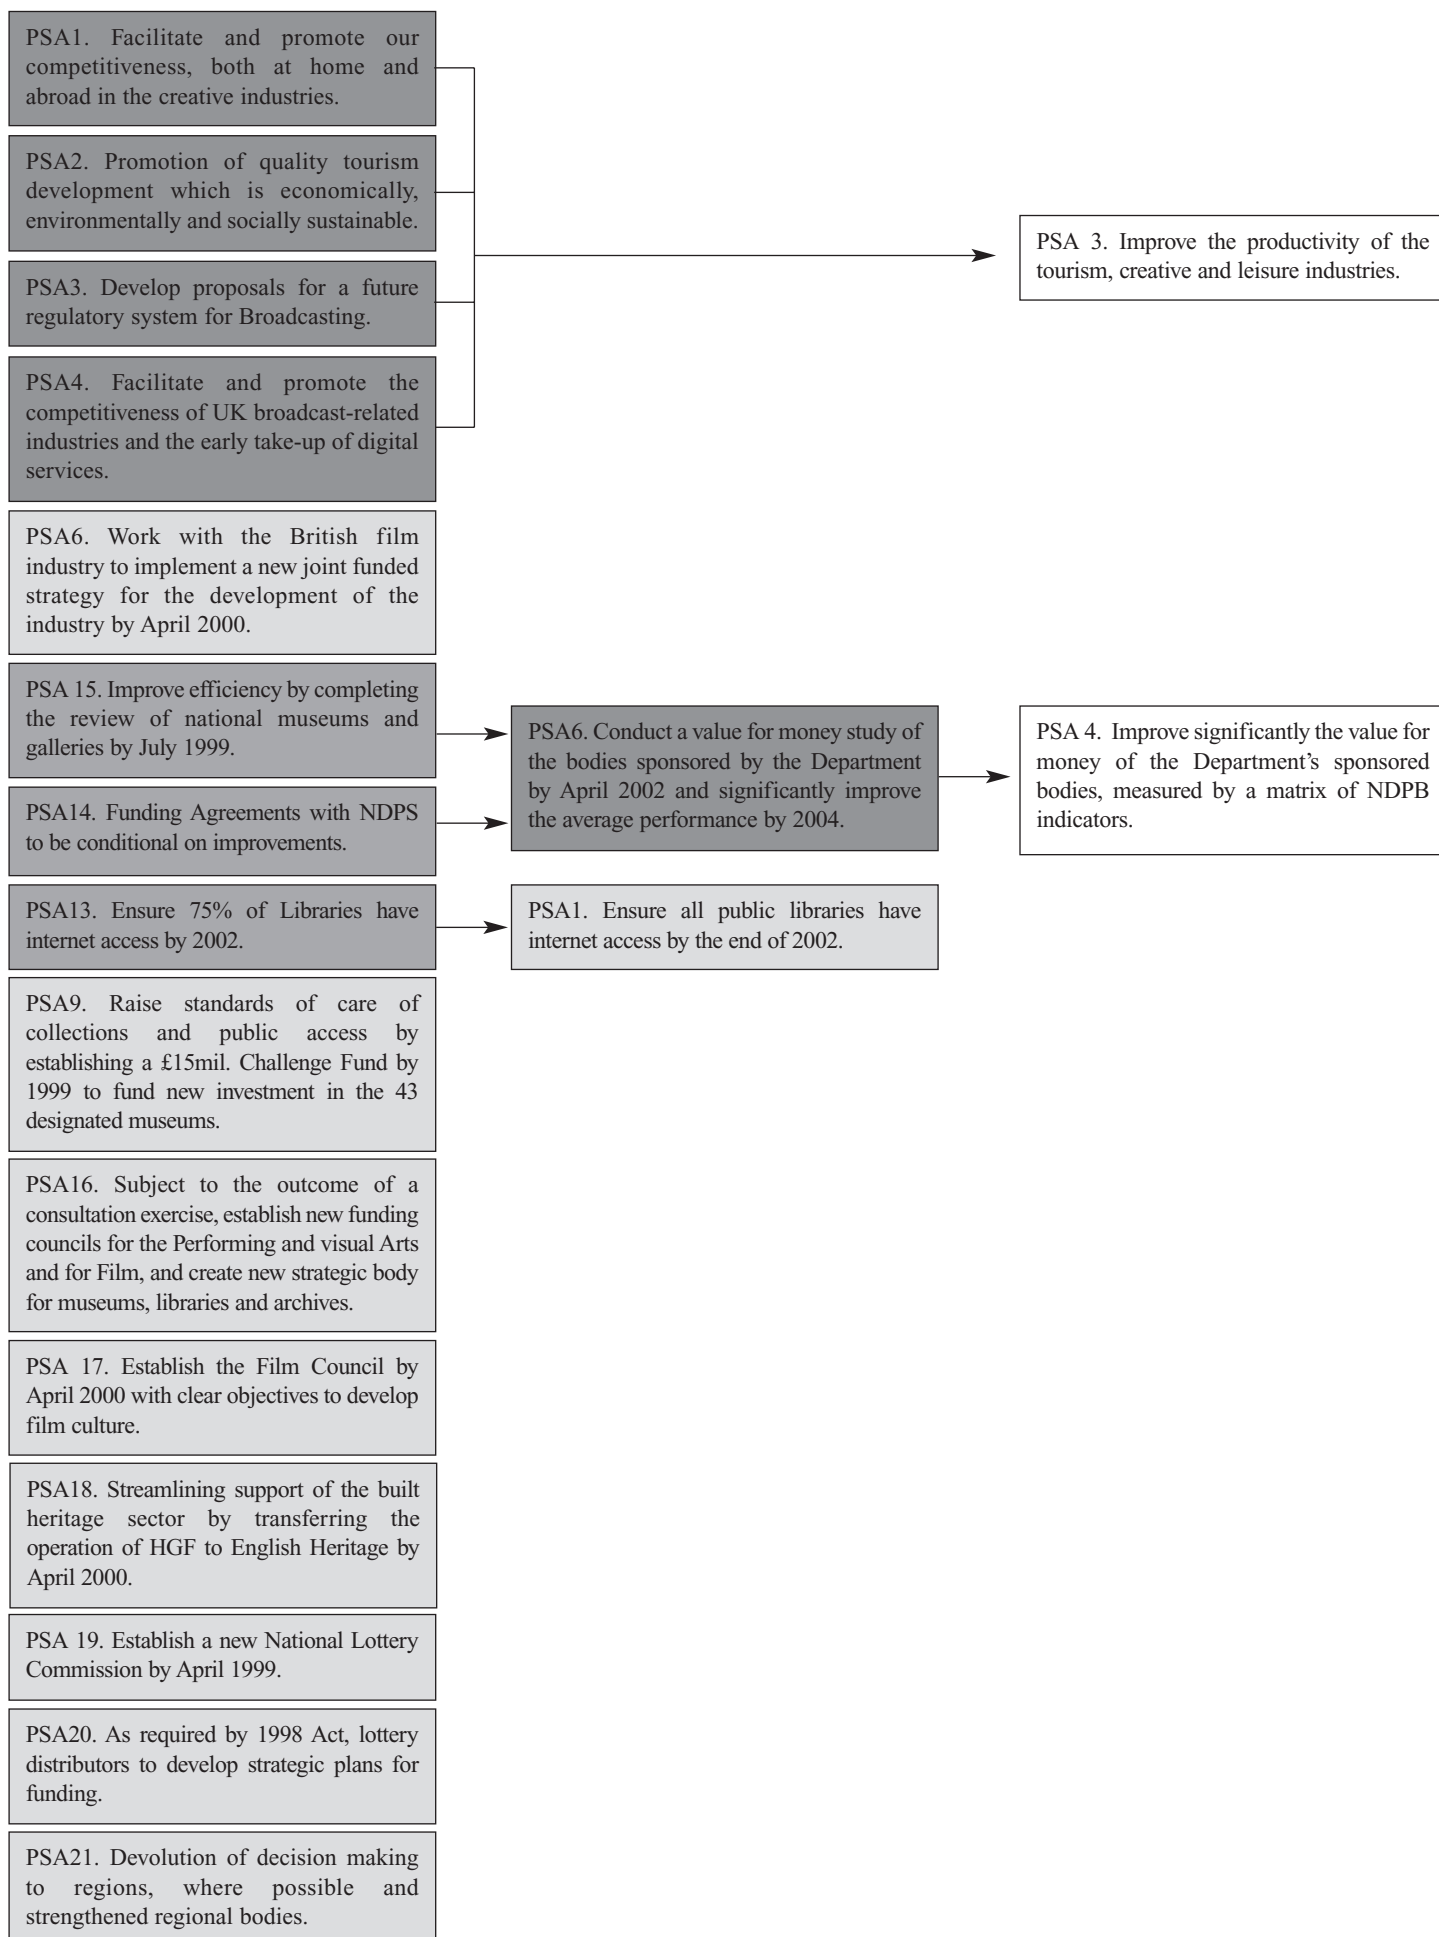 PSA1. Facilitate and promote our
competitiveness, both at home and
abroad in the creative industries.
PSA2. Promotion of quality tourism
development which is economically,
environmentally and socially sustainable.
PSA3. Develop proposals for a future
regulatory system for Broadcasting.
PSA4. Facilitate and promote the
competitiveness of UK broadcast-related
industries and the early take-up of digital
services.
PSA 3. Improve the productivity of the
tourism, creative and leisure industries.
PSA6. Work with the British film
industry to implement a new joint funded
strategy for the development of the
industry by April 2000.
PSA 15. Improve efficiency by completing
the review of national museums and
galleries by July 1999.
PSA14. Funding Agreements with NDPS
to be conditional on improvements.
PSA6. Conduct a value for money study of
the bodies sponsored by the Department
by April 2002 and significantly improve
the average performance by 2004.
PSA 4. Improve significantly the value for
money of the Department's sponsored
bodies, measured by a matrix of NDPB
indicators.
PSA13. Ensure 75% of Libraries have
internet access by 2002.
PSA1. Ensure all public libraries have
internet access by the end of 2002.
PSA9. Raise standards of care of
collections and public access by
establishing a £15mil. Challenge Fund by
1999 to fund new investment in the 43
designated museums.
PSA16. Subject to the outcome of a
consultation exercise, establish new funding
councils for the Performing and visual Arts
and for Film, and create new strategic body
for museums, libraries and archives.
PSA 17. Establish the Film Council by
April 2000 with clear objectives to develop
film culture.
PSA18. Streamlining support of the built
heritage sector by transferring the
operation of HGF to English Heritage by
April 2000.
PSA 19. Establish a new National Lottery
Commission by April 1999.
PSA20. As required by 1998 Act, lottery
distributors to develop strategic plans for
funding.
PSA21. Devolution of decision making
to regions, where possible and
strengthened regional bodies.